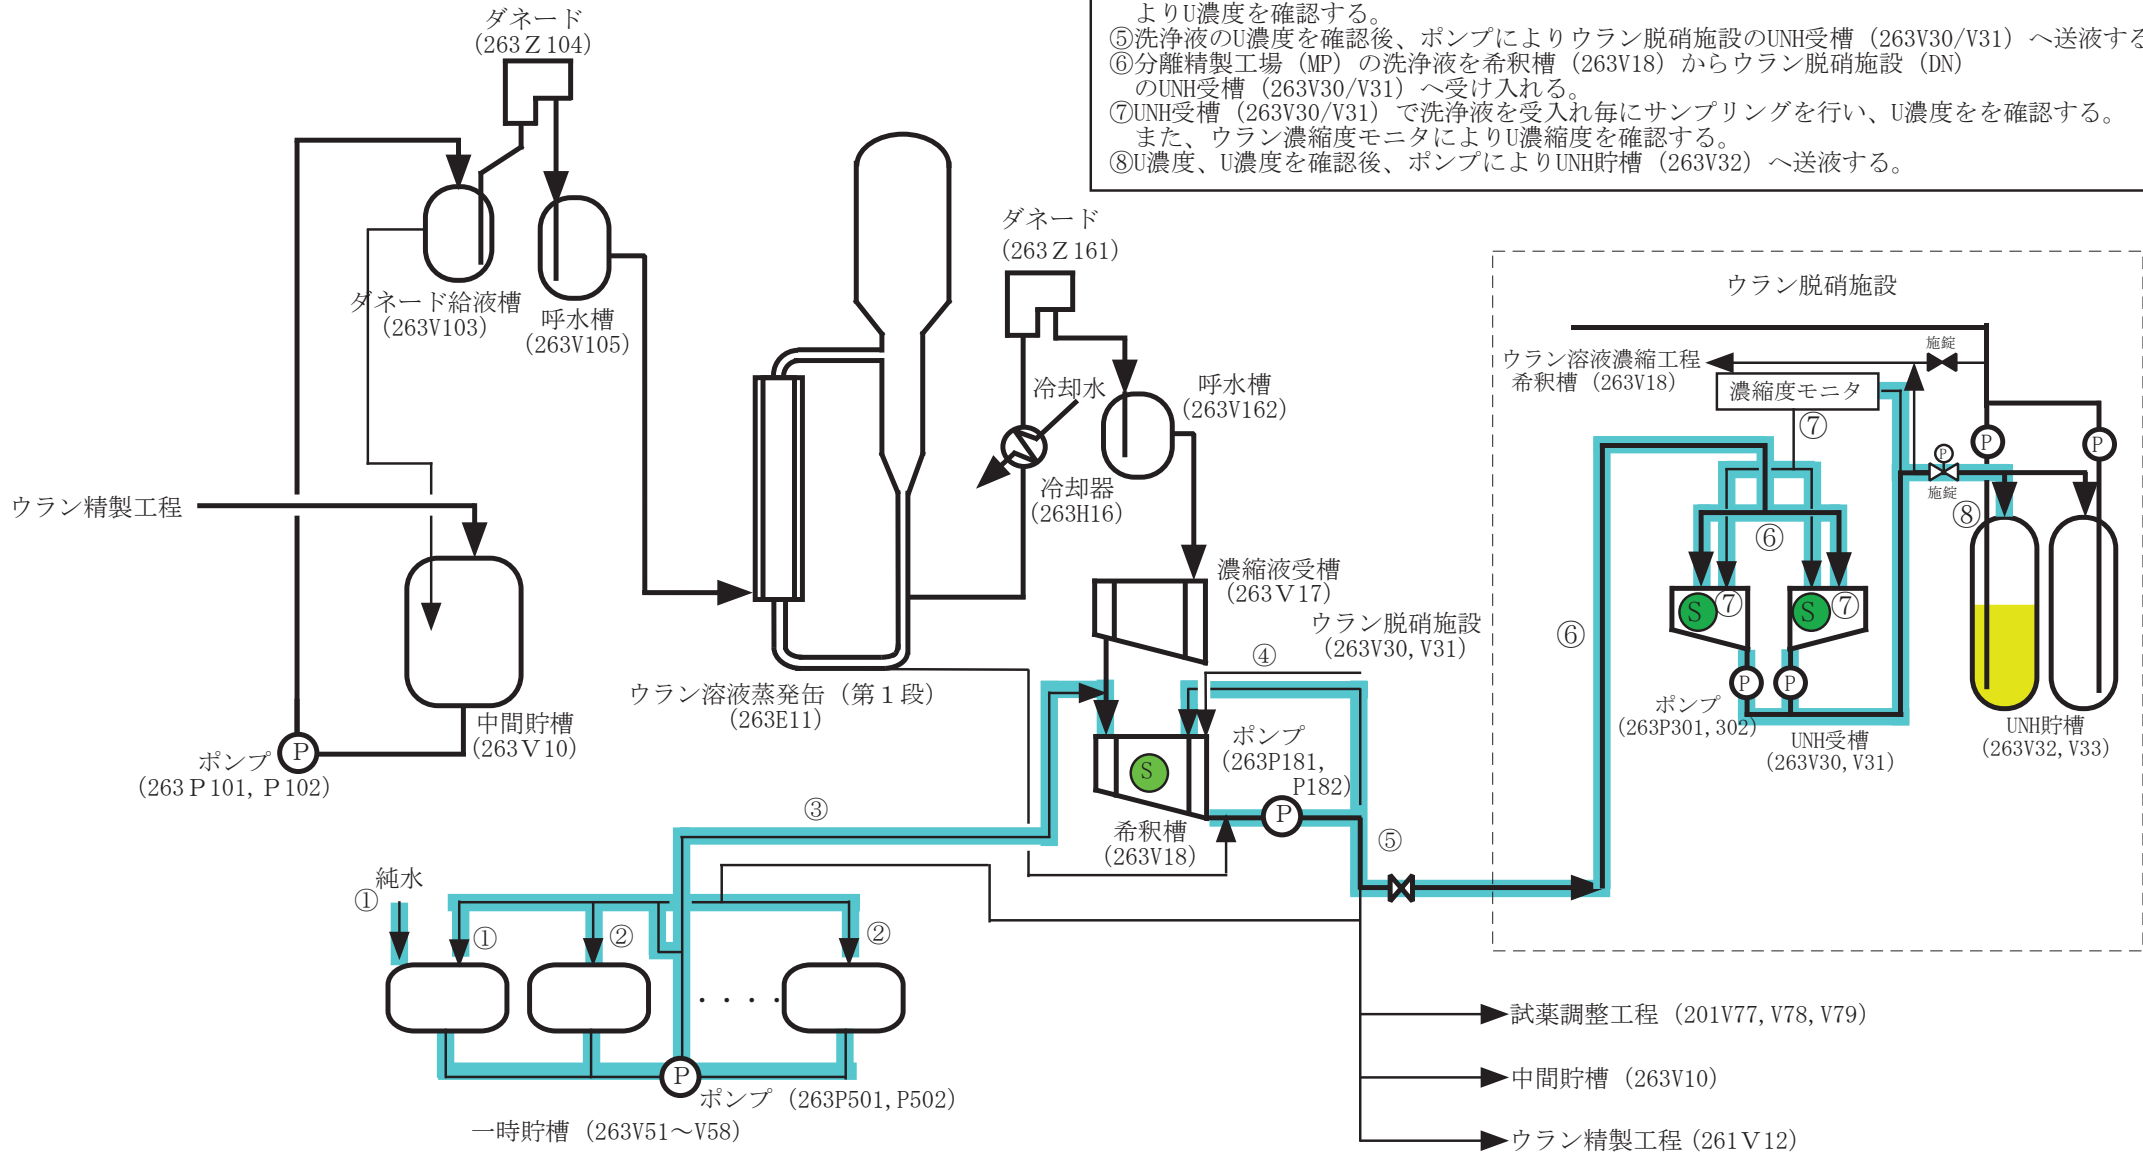 よりU濃度を確認する。
⑤洗浄液のU濃度を確認後、ポンプによりウラン脱硝施設のUNH受槽（263V30/V31）へ送液する
⑥分離精製工場（MP）の洗浄液を希釈槽（263V18）からウラン脱硝施設（DN）
のUNH受槽（263V30/V31）へ受け入れる。
⑦UNH受槽（263V30/V31）で洗浄液を受入れ毎にサンプリングを行い、U濃度をを確認する。
また、ウラン濃縮度モニタによりU濃縮度を確認する。
⑧U濃度、U濃度を確認後、ポンプによりUNH貯槽（263V32）へ送液する。
ダネード
（263Ｚ104）
ダネード給液槽
（263V103）
呼水槽
（263V105）
ダネード
（263Ｚ161）
冷却水
呼水槽
（263V162）
冷却器
（263H16）
ウラン精製工程
中間貯槽
（263Ｖ10）
ポンプ
（263Ｐ101，Ｐ102）
P
ウラン溶液蒸発缶（第１段）
（263E11）
濃縮液受槽
（263Ｖ17）
ウラン脱硝施設
（263V30,V31）
④
S
ポンプ
（263P181,
P182）
P
希釈槽
（263V18）
③
⑤
純水
①
①
②
②
・・・・
P
ポンプ（263P501,P502）
一時貯槽（263V51～V58）
ウラン脱硝施設
ウラン溶液濃縮工程
希釈槽（263V18）
施錠
濃縮度モニタ
⑦
P
P
P
施錠
⑧
⑥
⑥
S
⑦
S
⑦
P
P
ポンプ
（263P301,302）
UNH受槽
（263V30,V31）
UNH貯槽
（263V32,V33）
試薬調整工程（201V77,V78,V79）
中間貯槽（263V10）
ウラン精製工程（261Ｖ12）